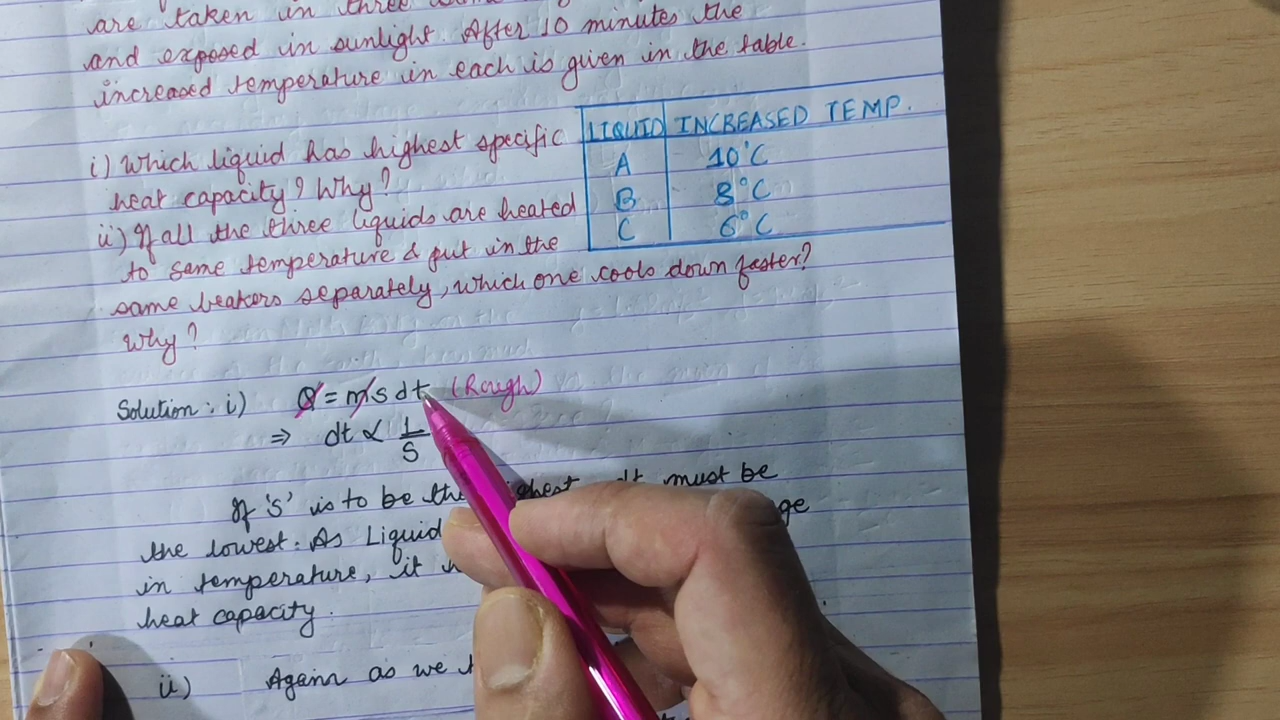 are taken in three
and exposed in sunlight. After 10 minutes the
increased temperature in each is given in the table.
i) Which liquid has highest specific
heat capacity? Why?
ii) If all the three liquids are heated
to same temperature & put in the
same beakers separately, which one cools down faster?
Why?
LIQUID INCREASED TEMP.
A 10°C
B 8°C
C 6°C
Solution: i) Q = m s dt (Rough)
⇒ dt ∝ 1/S
If 's' is to be the dt must be
the lowest. As Liquid
in temperature, it
heat capacity.
ii) Again as we